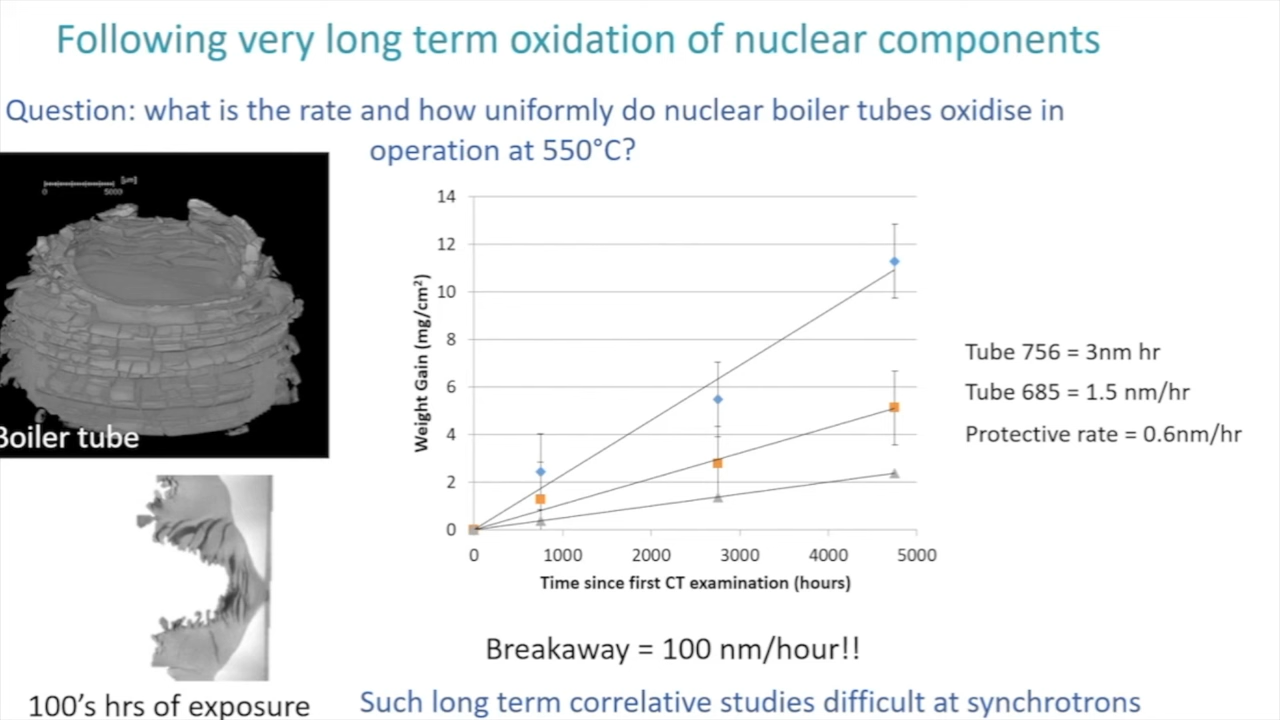 Following very long term oxidation of nuclear components
Question: what is the rate and how uniformly do nuclear boiler tubes oxidise in
operation at 550°C?
[µm]
0 5000
Boiler tube
100's hrs of exposure
Weight Gain (mg/cm²)
14
12
10
8
6
4
2
0
0 1000 2000 3000 4000 5000
Time since first CT examination (hours)
Tube 756 = 3nm hr
Tube 685 = 1.5 nm/hr
Protective rate = 0.6nm/hr
Breakaway = 100 nm/hour!!
Such long term correlative studies difficult at synchrotrons